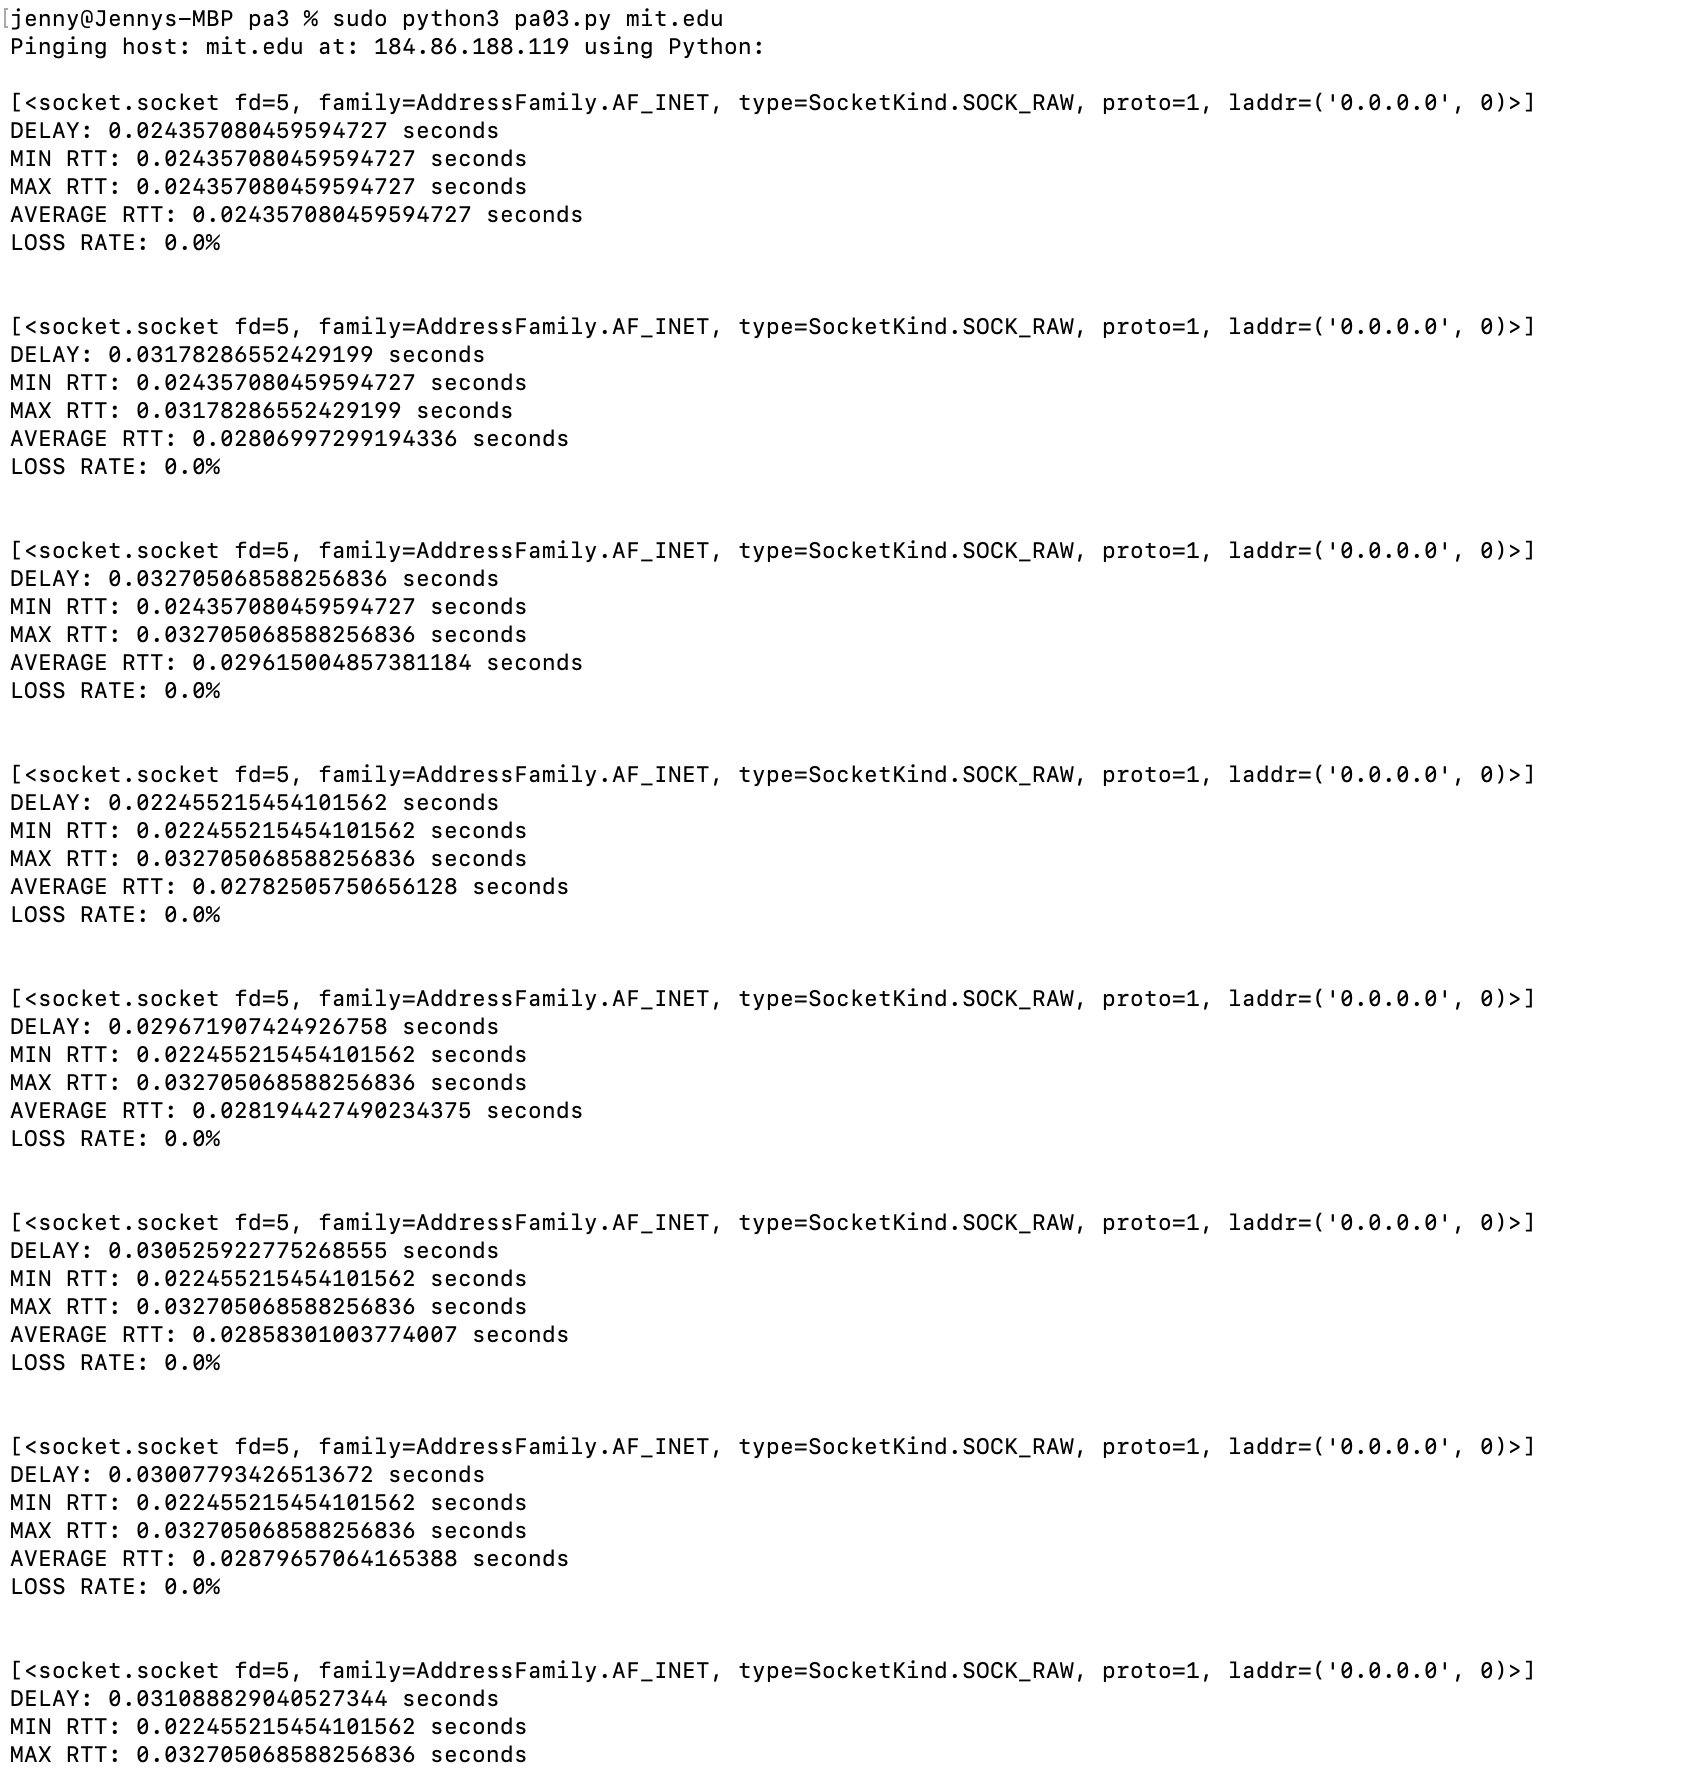 [jenny@Jennys-MBP pa3 % sudo python3 pa03.py mit.edu
Pinging host: mit.edu at: 184.86.188.119 using Python:
[<socket.socket fd=5, family=AddressFamily.AF_INET, type=SocketKind.SOCK_RAW, proto=1, laddr=('0.0.0.0', 0)>]
DELAY: 0.024357080459594727 seconds
MIN RTT: 0.024357080459594727 seconds
MAX RTT: 0.024357080459594727 seconds
AVERAGE RTT: 0.024357080459594727 seconds
LOSS RATE: 0.0%
[<socket.socket fd=5, family=AddressFamily.AF_INET, type=SocketKind.SOCK_RAW, proto=1, laddr=('0.0.0.0', 0)>]
DELAY: 0.03178286552429199 seconds
MIN RTT: 0.024357080459594727 seconds
MAX RTT: 0.03178286552429199 seconds
AVERAGE RTT: 0.02806997299194336 seconds
LOSS RATE: 0.0%
[<socket.socket fd=5, family=AddressFamily.AF_INET, type=SocketKind.SOCK_RAW, proto=1, laddr=('0.0.0.0', 0)>]
DELAY: 0.032705068588256836 seconds
MIN RTT: 0.024357080459594727 seconds
MAX RTT: 0.032705068588256836 seconds
AVERAGE RTT: 0.029615004857381184 seconds
LOSS RATE: 0.0%
[<socket.socket fd=5, family=AddressFamily.AF_INET, type=SocketKind.SOCK_RAW, proto=1, laddr=('0.0.0.0', 0)>]
DELAY: 0.022455215454101562 seconds
MIN RTT: 0.022455215454101562 seconds
MAX RTT: 0.032705068588256836 seconds
AVERAGE RTT: 0.02782505750656128 seconds
LOSS RATE: 0.0%
[<socket.socket fd=5, family=AddressFamily.AF_INET, type=SocketKind.SOCK_RAW, proto=1, laddr=('0.0.0.0', 0)>]
DELAY: 0.029671907424926758 seconds
MIN RTT: 0.022455215454101562 seconds
MAX RTT: 0.032705068588256836 seconds
AVERAGE RTT: 0.028194427490234375 seconds
LOSS RATE: 0.0%
[<socket.socket fd=5, family=AddressFamily.AF_INET, type=SocketKind.SOCK_RAW, proto=1, laddr=('0.0.0.0', 0)>]
DELAY: 0.030525922775268555 seconds
MIN RTT: 0.022455215454101562 seconds
MAX RTT: 0.032705068588256836 seconds
AVERAGE RTT: 0.02858301003774007 seconds
LOSS RATE: 0.0%
[<socket.socket fd=5, family=AddressFamily.AF_INET, type=SocketKind.SOCK_RAW, proto=1, laddr=('0.0.0.0', 0)>]
DELAY: 0.03007793426513672 seconds
MIN RTT: 0.022455215454101562 seconds
MAX RTT: 0.032705068588256836 seconds
AVERAGE RTT: 0.02879657064165388 seconds
LOSS RATE: 0.0%
[<socket.socket fd=5, family=AddressFamily.AF_INET, type=SocketKind.SOCK_RAW, proto=1, laddr=('0.0.0.0', 0)>]
DELAY: 0.031088829040527344 seconds
MIN RTT: 0.022455215454101562 seconds
MAX RTT: 0.032705068588256836 seconds